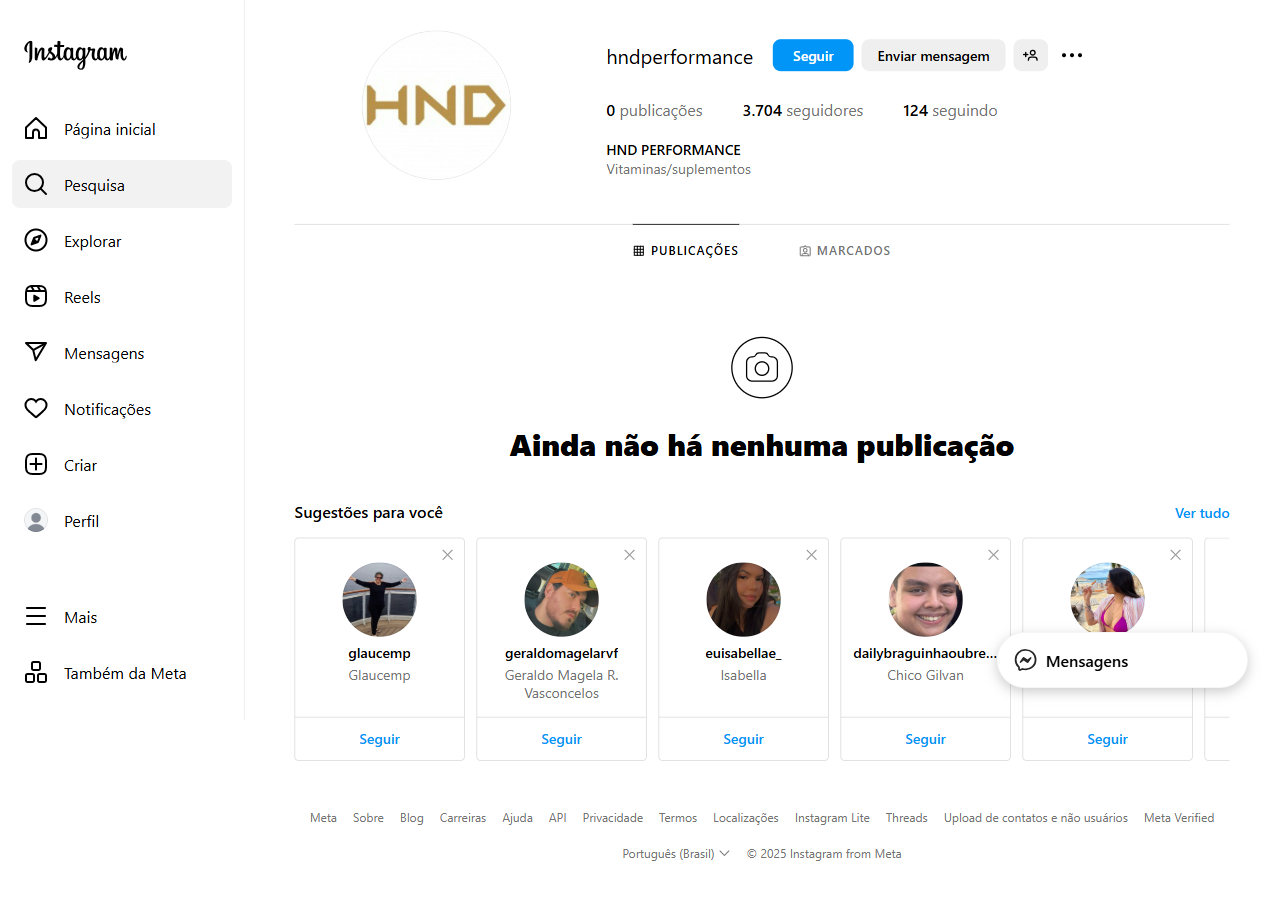 Instagram
Página inicial
Pesquisa
Explorar
Reels
Mensagens
Notificações
Criar
Perfil
Mais
Também da Meta
HND
hndperformance Seguir Enviar mensagem
0 publicações 3.704 seguidores 124 seguindo
HND PERFORMANCE
Vitaminas/suplementos
PUBLICAÇÕES MARCADOS
Ainda não há nenhuma publicação
Sugestões para você Ver tudo
glaucemp
Glaucemp
Seguir
geraldomagelarvf
Geraldo Magela R.
Vasconcelos
Seguir
euisabellae_
Isabella
Seguir
dailybraguinhaoubre...
Chico Gilvan
Seguir
Seguir
Mensagens
Meta Sobre Blog Carreiras Ajuda API Privacidade Termos Localizações Instagram Lite Threads Upload de contatos e não usuários Meta Verified
Português (Brasil) © 2025 Instagram from Meta